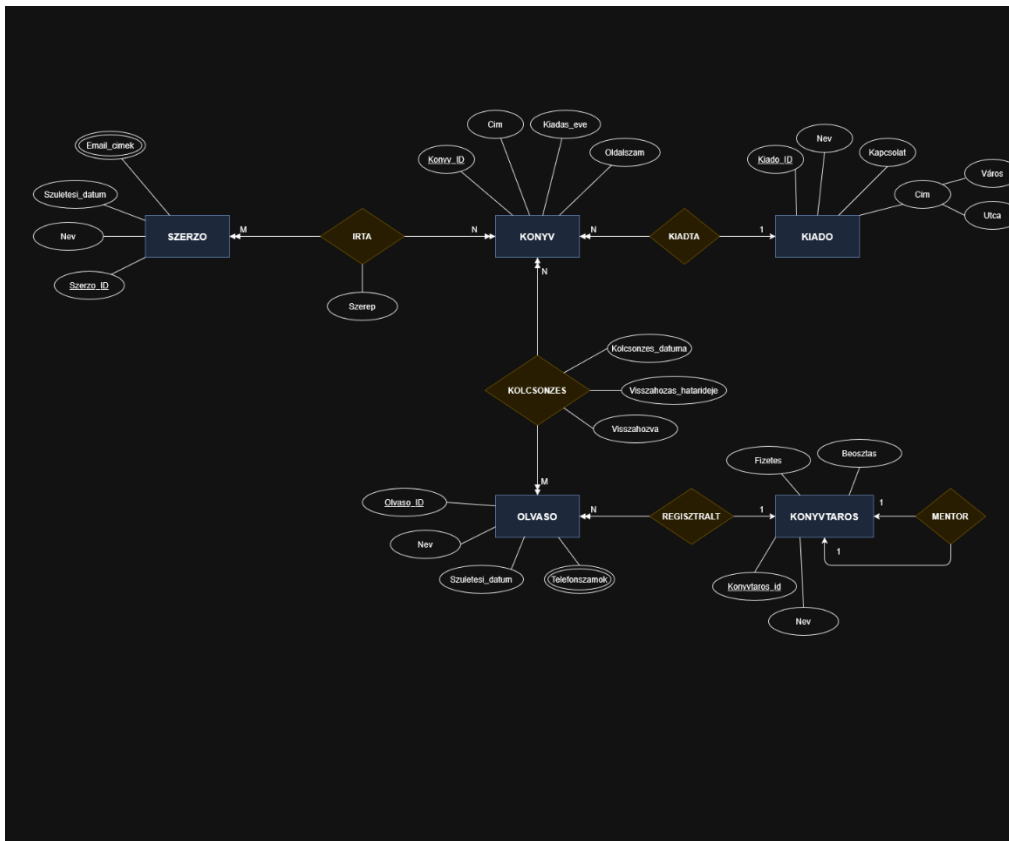 Email_cimek
Szuletesi_datum
Nev
Szerzo_ID
SZERZO
M
IRTA
N
Szerep
Konyv_ID
Cim
Kiadas_eve
Oldalszam
KONYV
N
KIADTA
1
Kiado_ID
Nev
Kapcsolat
Cim
Város
Utca
KIADO
N
KOLCSONZES
Kolcsonzes_datuma
Visszahozas_hatarideje
Visszahozva
M
Olvaso_ID
Nev
Szuletesi_datum
Telefonszamok
OLVASO
N
REGISZTRALT
1
Fizetes
Beosztas
KONYVTAROS
Konyvtaros_id
Nev
1
MENTOR
1